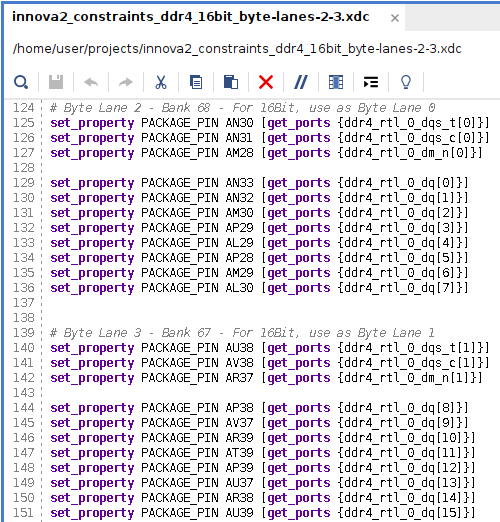 innova2_constraints_ddr4_16bit_byte-lanes-2-3.xdc ×
/home/user/projects/innova2_constraints_ddr4_16bit_byte-lanes-2-3.xdc
124 # Byte Lane 2 - Bank 68 - For 16Bit, use as Byte Lane 0
125 set_property PACKAGE_PIN AN30 [get_ports {ddr4_rtl_0_dqs_t[0]}]
126 set_property PACKAGE_PIN AN31 [get_ports {ddr4_rtl_0_dqs_c[0]}]
127 set_property PACKAGE_PIN AM28 [get_ports {ddr4_rtl_0_dm_n[0]}]
128
129 set_property PACKAGE_PIN AN33 [get_ports {ddr4_rtl_0_dq[0]}]
130 set_property PACKAGE_PIN AN32 [get_ports {ddr4_rtl_0_dq[1]}]
131 set_property PACKAGE_PIN AM30 [get_ports {ddr4_rtl_0_dq[2]}]
132 set_property PACKAGE_PIN AP29 [get_ports {ddr4_rtl_0_dq[3]}]
133 set_property PACKAGE_PIN AL29 [get_ports {ddr4_rtl_0_dq[4]}]
134 set_property PACKAGE_PIN AP28 [get_ports {ddr4_rtl_0_dq[5]}]
135 set_property PACKAGE_PIN AM29 [get_ports {ddr4_rtl_0_dq[6]}]
136 set_property PACKAGE_PIN AL30 [get_ports {ddr4_rtl_0_dq[7]}]
137
138
139 # Byte Lane 3 - Bank 67 - For 16Bit, use as Byte Lane 1
140 set_property PACKAGE_PIN AU38 [get_ports {ddr4_rtl_0_dqs_t[1]}]
141 set_property PACKAGE_PIN AV38 [get_ports {ddr4_rtl_0_dqs_c[1]}]
142 set_property PACKAGE_PIN AR37 [get_ports {ddr4_rtl_0_dm_n[1]}]
143
144 set_property PACKAGE_PIN AP38 [get_ports {ddr4_rtl_0_dq[8]}]
145 set_property PACKAGE_PIN AV37 [get_ports {ddr4_rtl_0_dq[9]}]
146 set_property PACKAGE_PIN AR39 [get_ports {ddr4_rtl_0_dq[10]}]
147 set_property PACKAGE_PIN AT39 [get_ports {ddr4_rtl_0_dq[11]}]
148 set_property PACKAGE_PIN AP39 [get_ports {ddr4_rtl_0_dq[12]}]
149 set_property PACKAGE_PIN AU37 [get_ports {ddr4_rtl_0_dq[13]}]
150 set_property PACKAGE_PIN AR38 [get_ports {ddr4_rtl_0_dq[14]}]
151 set_property PACKAGE_PIN AU39 [get_ports {ddr4_rtl_0_dq[15]}]